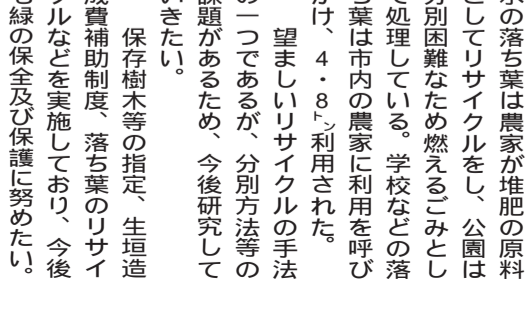 水の落ち葉は農家が堆肥の原料
としてリサイクルをし、公園は
分別困難なため燃えるごみとし
て処理している。学校などの落
ち葉は市内の農家に利用を呼び
かけ、4・8トン利用された。
望ましいリサイクルの手法
の一つであるが、分別方法等の
課題があるため、今後研究して
いきたい。
保存樹木等の指定、生垣造
成費補助制度、落ち葉のリサイ
クルなどを実施しており、今後
も緑の保全及び保護に努めたい。